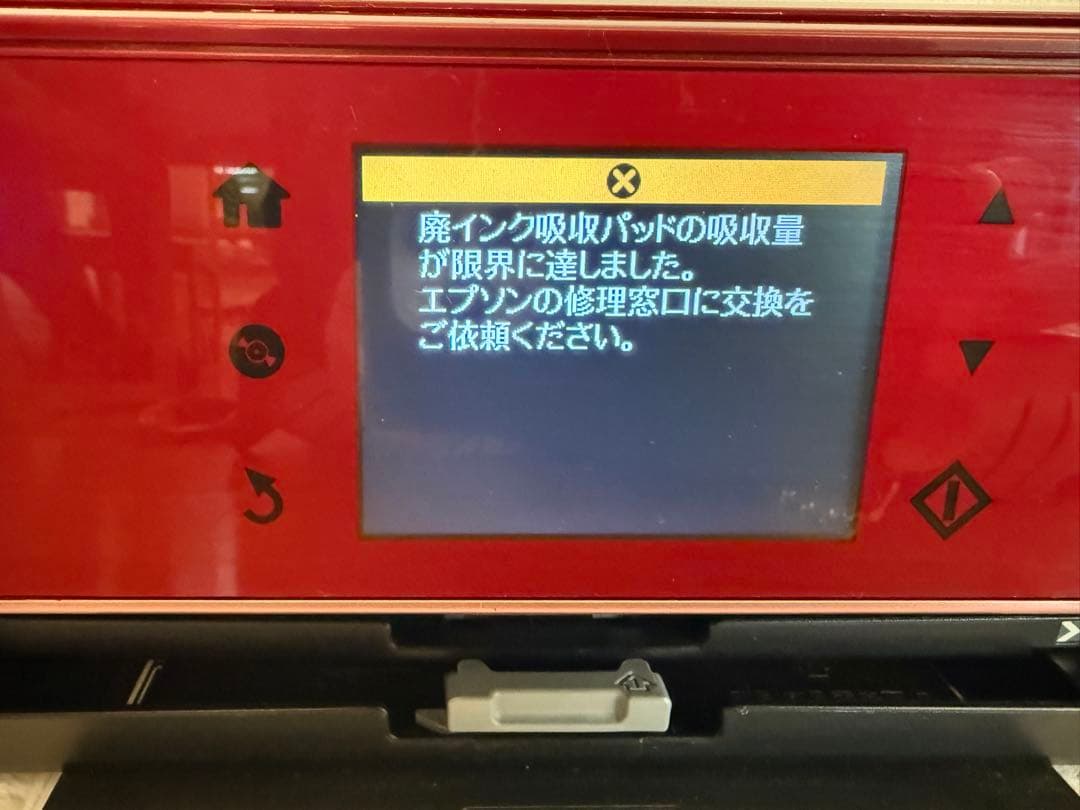 廃インク吸収パッドの吸収量
が限界に達しました。
エプソンの修理窓口に交換を
ご依頼ください。